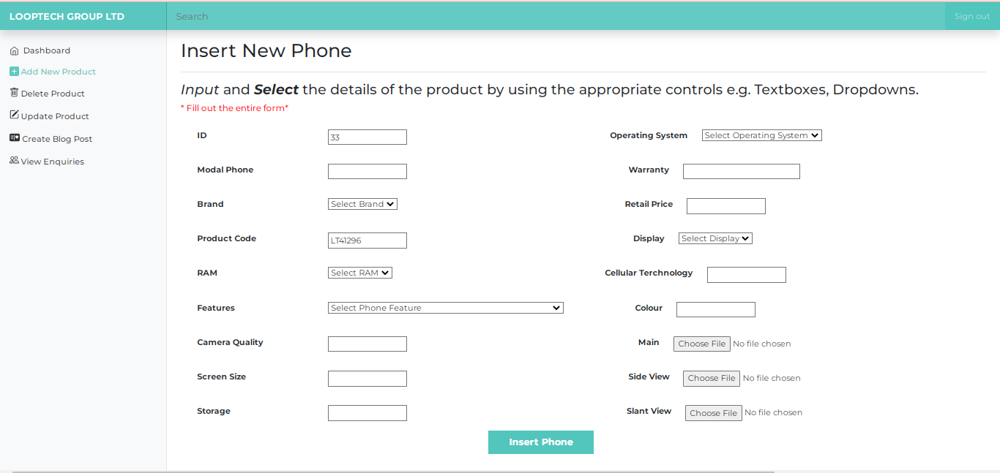 LOOPTECH GROUP LTD
Search
Sign out
Dashboard
Add New Product
Delete Product
Update Product
Create Blog Post
View Enquiries
Insert New Phone
Input and Select the details of the product by using the appropriate controls e.g. Textboxes, Dropdowns.
* Fill out the entire form*
ID 33 Operating System Select Operating System
Modal Phone Warranty
Brand Select Brand Retail Price
Product Code LT41296 Display Select Display
RAM Select RAM Cellular Terchnology
Features Select Phone Feature Colour
Camera Quality Main Choose File No file chosen
Screen Size Side View Choose File No file chosen
Storage Slant View Choose File No file chosen
Insert Phone